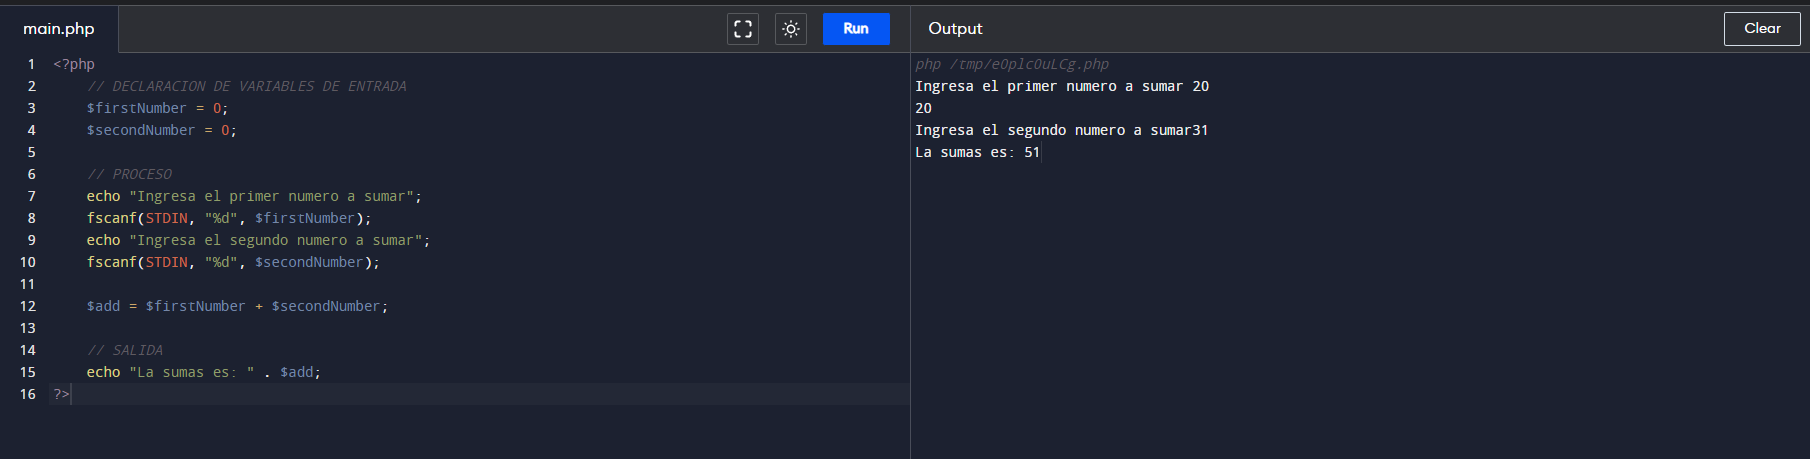 main.php
Run
Output
Clear
1 <?php
2 // DECLARACION DE VARIABLES DE ENTRADA
3 $firstNumber = 0;
4 $secondNumber = 0;
5
6 // PROCESO
7 echo "Ingresa el primer numero a sumar";
8 fscanf(STDIN, "%d", $firstNumber);
9 echo "Ingresa el segundo numero a sumar";
10 fscanf(STDIN, "%d", $secondNumber);
11
12 $add = $firstNumber + $secondNumber;
13
14 // SALIDA
15 echo "La sumas es: " . $add;
16 ?>
php /tmp/eOplcOuLCg.php
Ingresa el primer numero a sumar 20
20
Ingresa el segundo numero a sumar31
La sumas es: 51